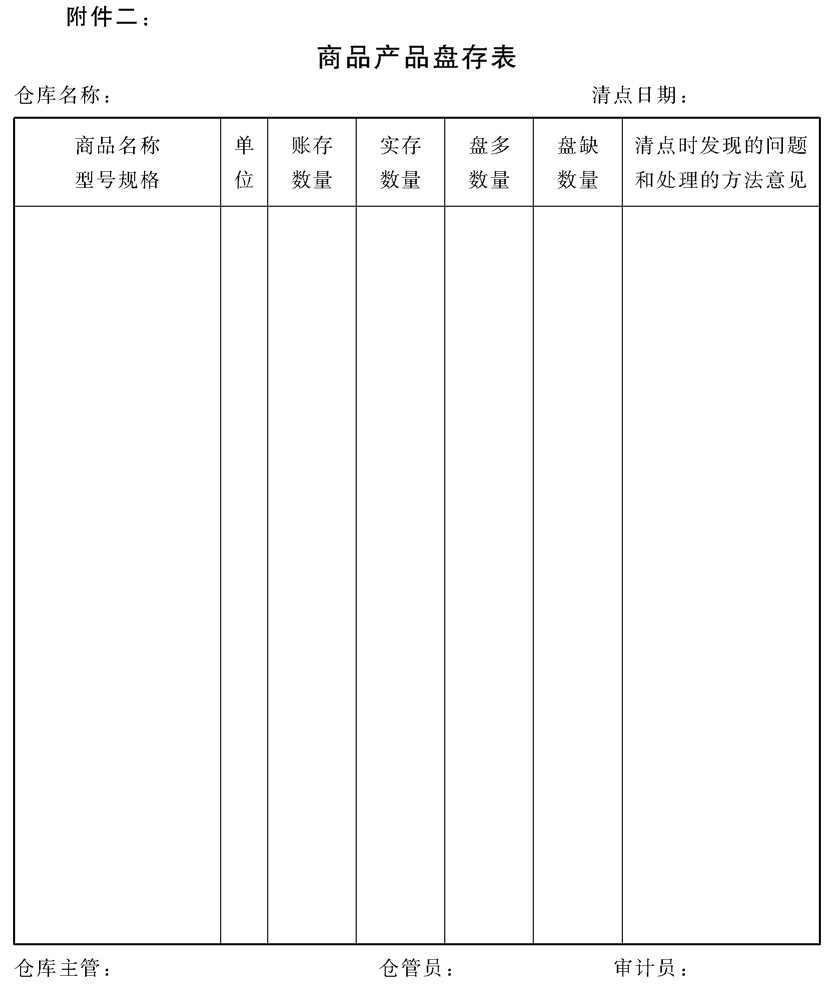 附件二：
商品产品盘存表
仓库名称： 清点日期：
商品名称 单 账存 实存 盘多 盘缺 清点时发现的问题
型号规格 位 数量 数量 数量 数量 和处理的方法意见
仓库主管： 仓管员： 审计员：